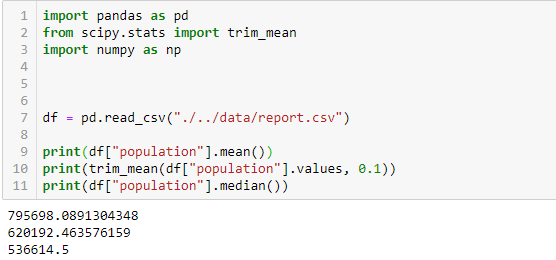 1 import pandas as pd
2 from scipy.stats import trim_mean
3 import numpy as np
4
5
6
7 df = pd.read_csv("./../data/report.csv")
8
9 print(df["population"].mean())
10 print(trim_mean(df["population"].values, 0.1))
11 print(df["population"].median())
795698.0891304348
620192.463576159
536614.5